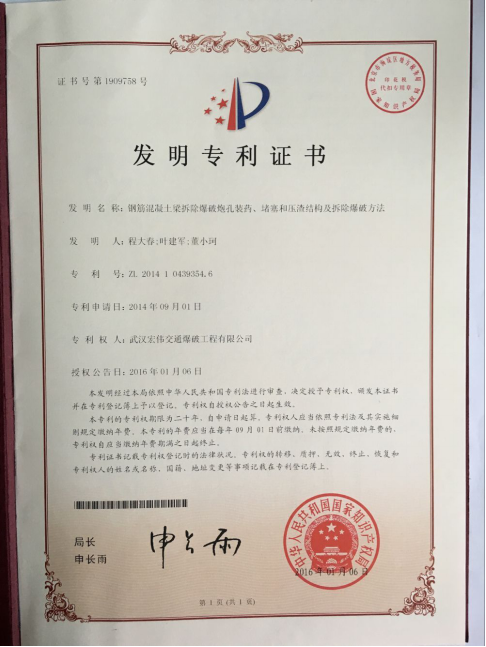 证书号第1909758号
印花税
代扣专用章
发明专利证书
发明名称：钢筋混凝土梁拆除爆破炮孔装药、堵塞和压渣结构及拆除爆破方法
发明人：程大春;叶建军;董小珂
专利号：ZL 2014 1 0439354.6
专利申请日：2014年09月01日
专利权人：武汉宏伟交通爆破工程有限公司
授权公告日：2016年01月06日
本发明经过本局依照中华人民共和国专利法进行审查，决定授予专利权，颁发本证书
并在专利登记簿上予以登记。专利权自授权公告之日起生效。
本专利的专利权期限为二十年，自申请日起算。专利权人应当依照专利法及其实施细
则规定缴纳年费。本专利的年费应当在每年09月01日前缴纳。未按照规定缴纳年费的，
专利权自应当缴纳年费期满之日起终止。
专利证书记载专利权登记时的法律状况。专利权的转移、质押、无效、终止、恢复和
专利权人的姓名或名称、国籍、地址变更等事项记载在专利登记簿上。
局长
申长雨
申长雨
中华人民共和国国家知识产权局
2016年01月06日
第1页(共1页)